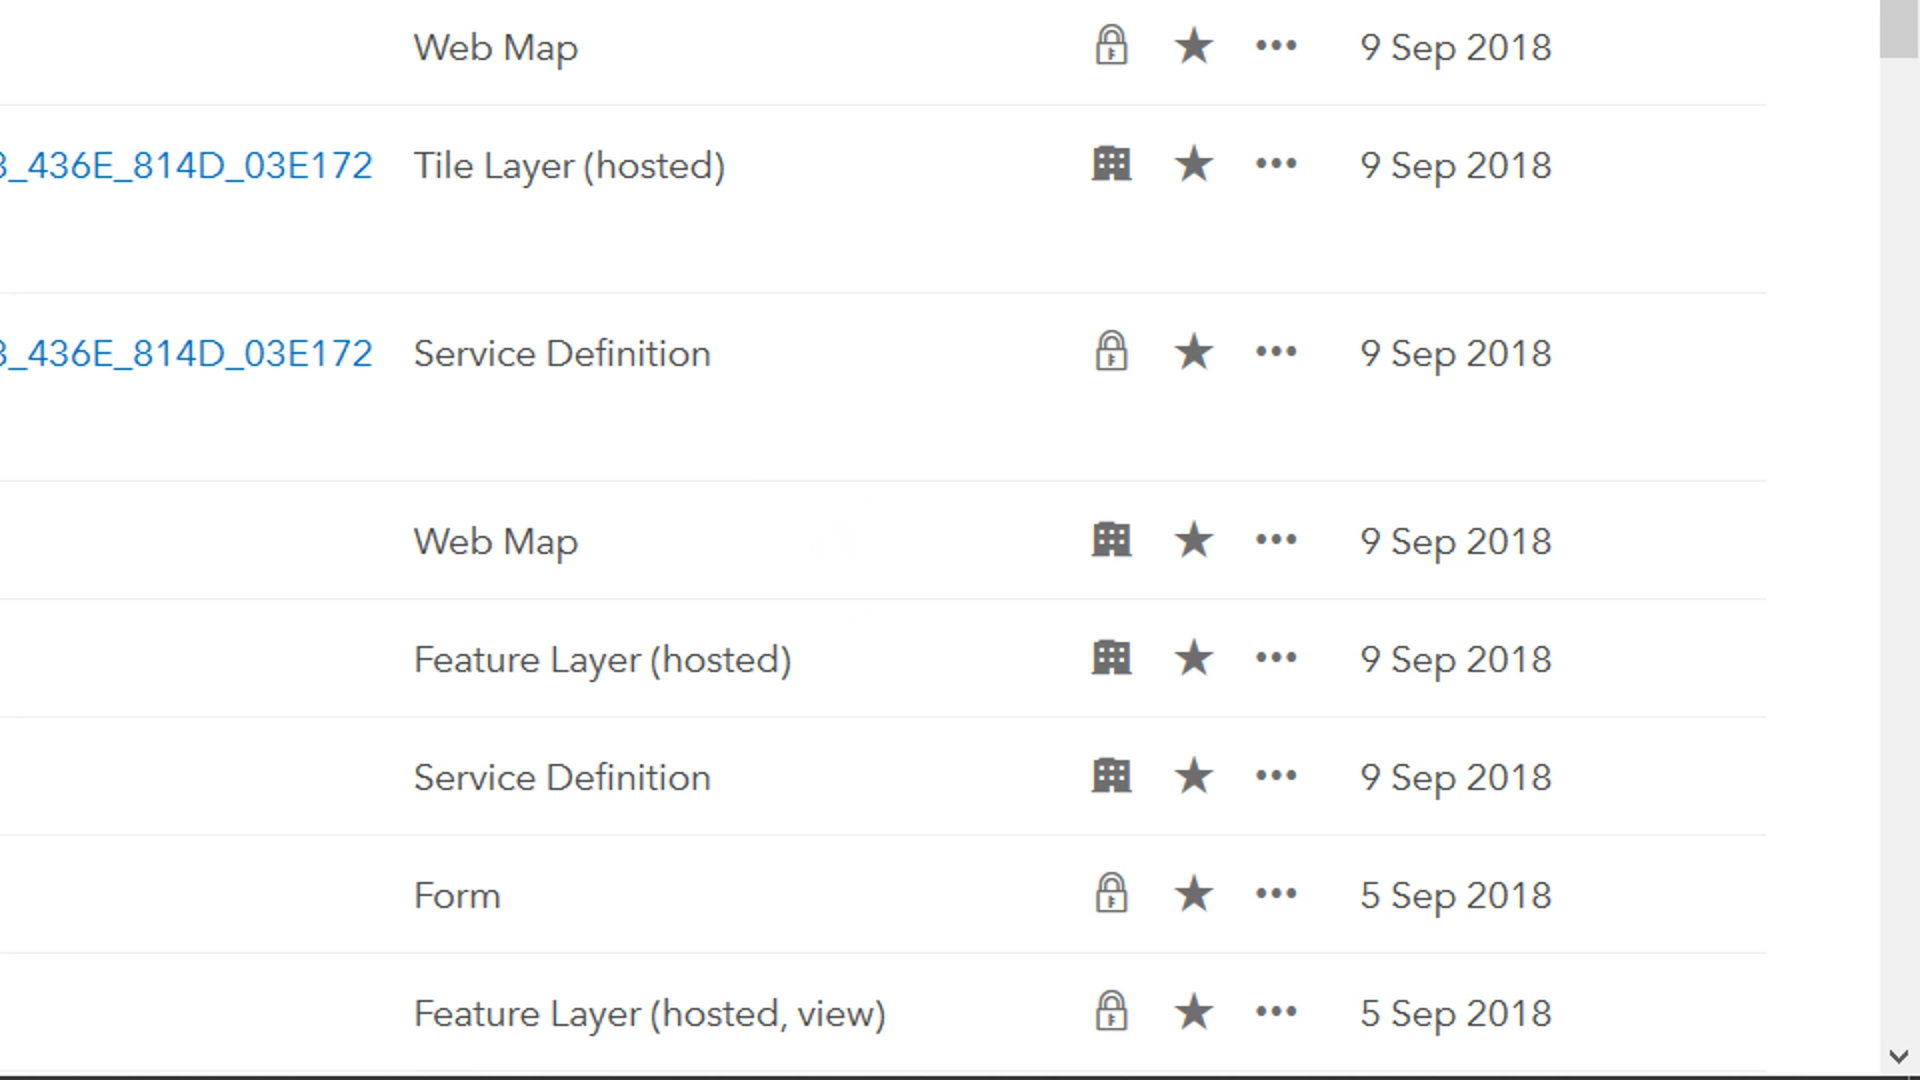 Web Map 9 Sep 2018
_436E_814D_03E172 Tile Layer (hosted) 9 Sep 2018
_436E_814D_03E172 Service Definition 9 Sep 2018
Web Map 9 Sep 2018
Feature Layer (hosted) 9 Sep 2018
Service Definition 9 Sep 2018
Form 5 Sep 2018
Feature Layer (hosted, view) 5 Sep 2018